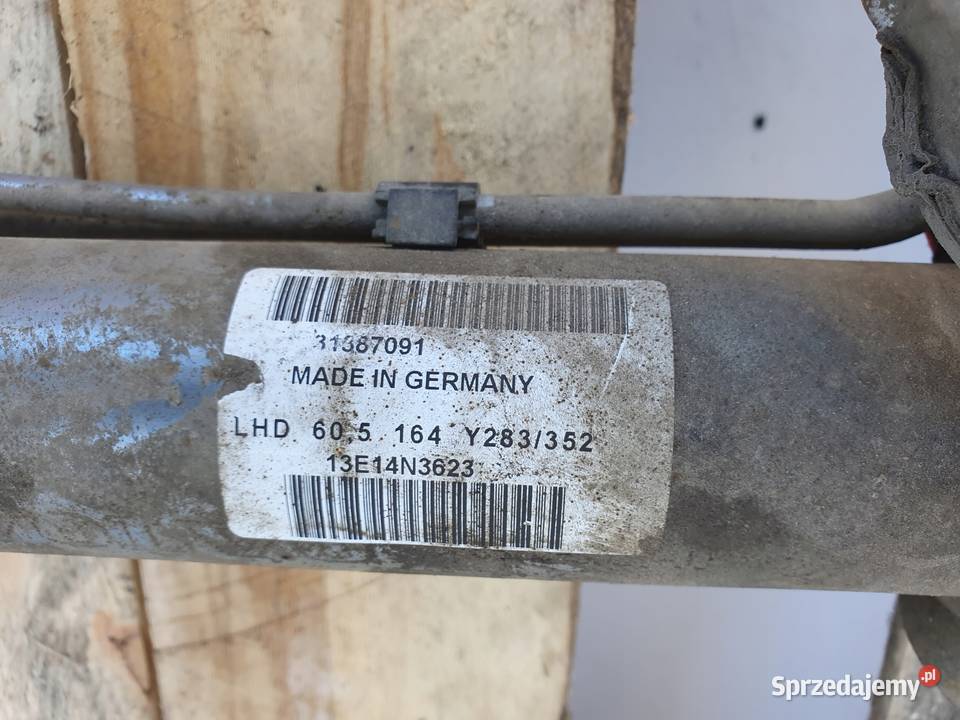 31387091
MADE IN GERMANY
LHD 60,5 164 Y283/352
13E14N3623
Sprzedajemy.pl